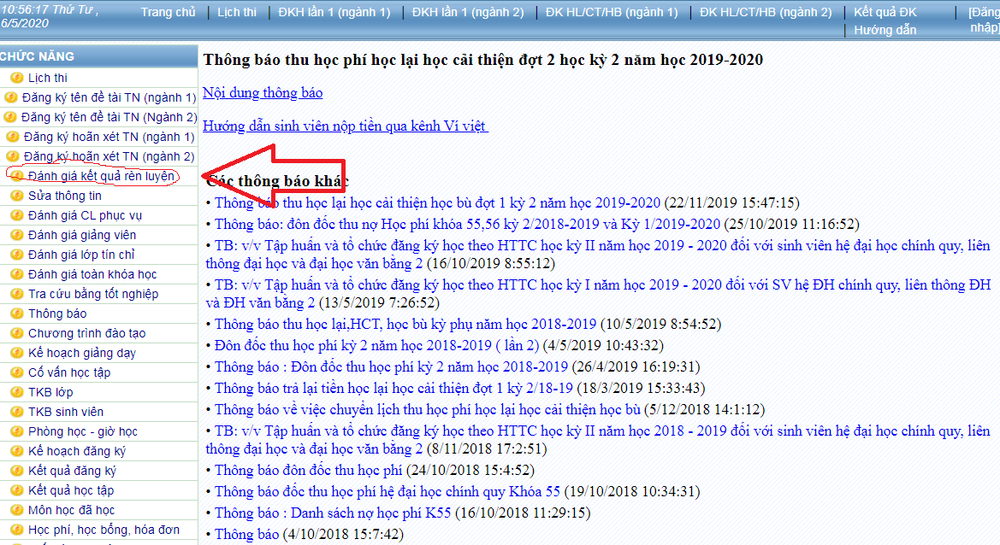 10:56:17 Thứ Tư ,
6/5/2020
Trang chủ | Lịch thi | ĐKH lần 1 (ngành 1) | ĐKH lần 1 (ngành 2) | ĐK HL/CT/HB (ngành 1) | ĐK HL/CT/HB (ngành 2) | Kết quả ĐK | [Đăng
| Hướng dẫn nhập]
CHỨC NĂNG
Lịch thi
Đăng ký tên đề tài TN (ngành 1)
Đăng ký tên đề tài TN (Ngành 2)
Đăng ký hoãn xét TN (ngành 1)
Đăng ký hoãn xét TN (ngành 2)
Đánh giá kết quả rèn luyện
Sửa thông tin
Đánh giá CL phục vụ
Đánh giá giảng viên
Đánh giá lớp tín chỉ
Đánh giá toàn khóa học
Tra cứu bằng tốt nghiệp
Thông báo
Chương trình đào tạo
Kế hoạch giảng dạy
Cố vấn học tập
TKB lớp
TKB sinh viên
Phòng học - giờ học
Kế hoạch đăng ký
Kết quả đăng ký
Kết quả học tập
Môn học đã học
Học phí, học bổng, hóa đơn
Thông báo thu học phí học lại học cải thiện đợt 2 học kỳ 2 năm học 2019-2020
Nội dung thông báo
Hướng dẫn sinh viên nộp tiền qua kênh Ví việt
Các thông báo khác
• Thông báo thu học lại học cải thiện học bù đợt 1 kỳ 2 năm học 2019-2020 (22/11/2019 15:47:15)
• Thông báo: đôn đốc thu nợ Học phí khóa 55,56 kỳ 2/2018-2019 và Kỳ 1/2019-2020 (25/10/2019 11:16:52)
• TB: v/v Tập huấn và tổ chức đăng ký học theo HTTC học kỳ II năm học 2019 - 2020 đối với sinh viên hệ đại học chính quy, liên
thông đại học và đại học văn bằng 2 (16/10/2019 8:55:12)
• TB: v/v Tập huấn và tổ chức đăng ký học theo HTTC học kỳ I năm học 2019 - 2020 đối với SV hệ ĐH chính quy, liên thông ĐH
và ĐH văn bằng 2 (13/5/2019 7:26:52)
• Thông báo thu học lại,HCT, học bù kỳ phụ năm học 2018-2019 (10/5/2019 8:54:52)
• Đôn đốc thu học phí kỳ 2 năm học 2018-2019 ( lần 2) (4/5/2019 10:43:32)
• Thông báo : Đôn đốc thu học phí kỳ 2 năm học 2018-2019 (26/4/2019 16:19:31)
• Thông báo trả lại tiền học lại học cải thiện đợt 1 kỳ 2/18-19 (18/3/2019 15:33:43)
• Thông báo về việc chuyển lịch thu học phí học lại học cải thiện học bù (5/12/2018 14:1:12)
• TB: v/v Tập huấn và tổ chức đăng ký học theo HTTC học kỳ II năm học 2018 - 2019 đối với sinh viên hệ đại học chính quy, liên
thông đại học và đại học văn bằng 2 (8/11/2018 17:2:51)
• Thông báo đôn đốc thu học phí (24/10/2018 15:4:52)
• Thông báo đốc thu học phí hệ đại học chính quy Khóa 55 (19/10/2018 10:34:31)
• Thông báo : Danh sách nợ học phí K55 (16/10/2018 11:29:15)
• Thông báo (4/10/2018 15:7:42)